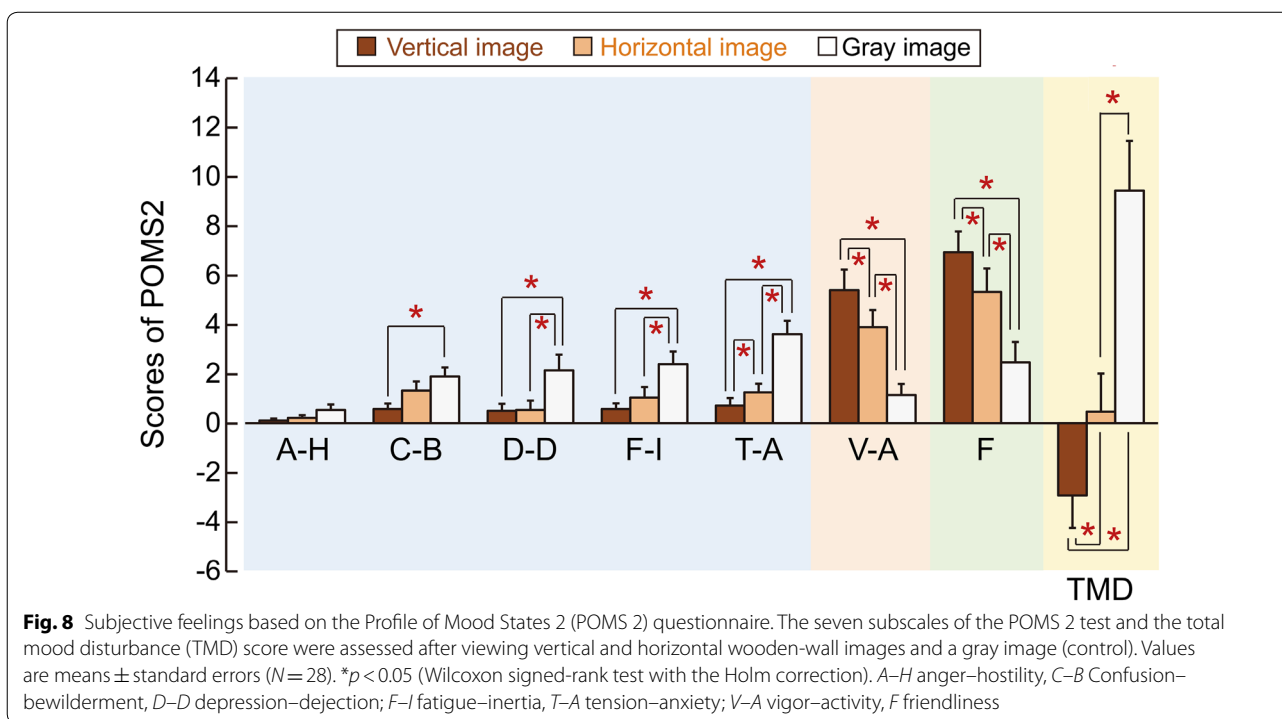 Vertical image Horizontal image Gray image
Scores of POMS2
14
12
10
8
6
4
2
0
-2
-4
-6
A-H C-B D-D F-I T-A V-A F
TMD
* * * * * * * * * * * * * * * * * *
Fig. 8 Subjective feelings based on the Profile of Mood States 2 (POMS 2) questionnaire. The seven subscales of the POMS 2 test and the total
mood disturbance (TMD) score were assessed after viewing vertical and horizontal wooden-wall images and a gray image (control). Values
are means ± standard errors (N = 28). *p < 0.05 (Wilcoxon signed-rank test with the Holm correction). A–H anger–hostility, C–B Confusion–
bewilderment, D–D depression–dejection; F–I fatigue–inertia, T–A tension–anxiety; V–A vigor–activity, F friendliness